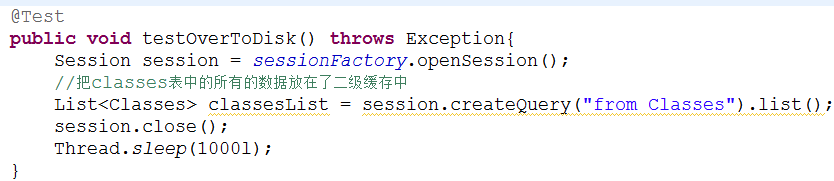 @Test
public void testOverToDisk() throws Exception{
Session session = sessionFactory.openSession();
//把classes表中的所有的数据放在了二级缓存中
List<Classes> classesList = session.createQuery("from Classes").list();
session.close();
Thread.sleep(1000l);
}